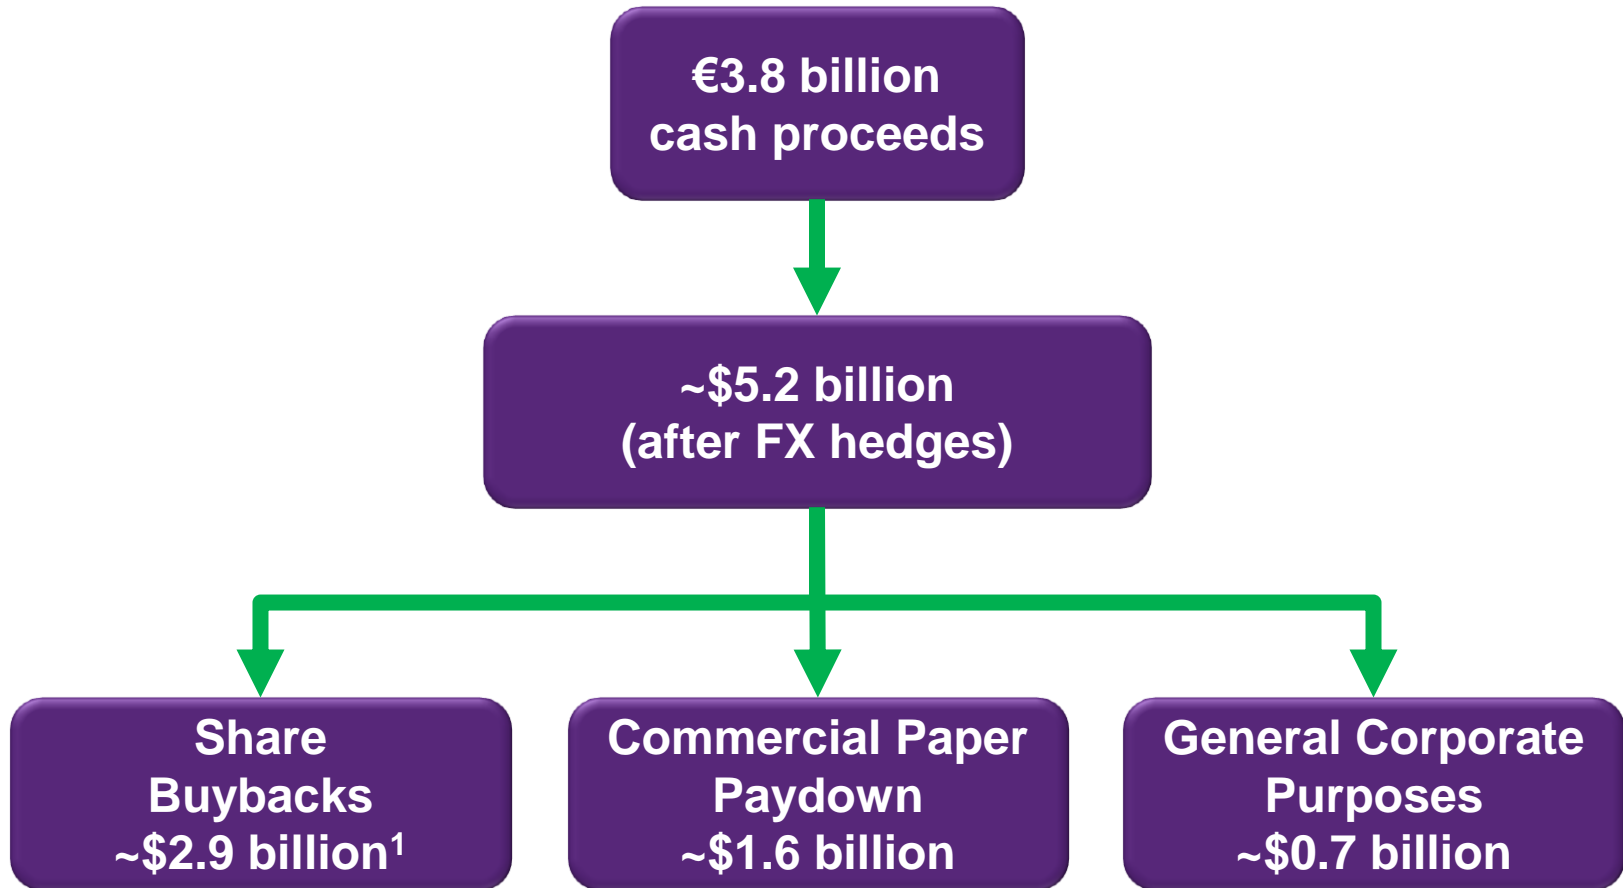 €3.8 billion
cash proceeds
~$5.2 billion
(after FX hedges)
Share
Buybacks
~$2.9 billion¹
Commercial Paper
Paydown
~$1.6 billion
General Corporate
Purposes
~$0.7 billion